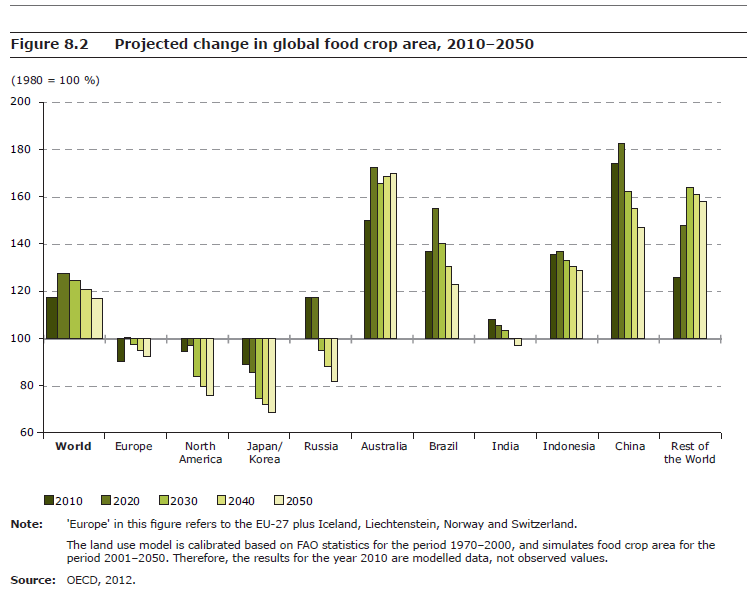 Figure 8.2 Projected change in global food crop area, 2010–2050
(1980 = 100 %)
200
180
160
140
120
100
80
60
World Europe North America Japan/Korea Russia Australia Brazil India Indonesia China Rest of the World
2010 2020 2030 2040 2050
Note: 'Europe' in this figure refers to the EU-27 plus Iceland, Liechtenstein, Norway and Switzerland.
The land use model is calibrated based on FAO statistics for the period 1970–2000, and simulates food crop area for the
period 2001–2050. Therefore, the results for the year 2010 are modelled data, not observed values.
Source: OECD, 2012.